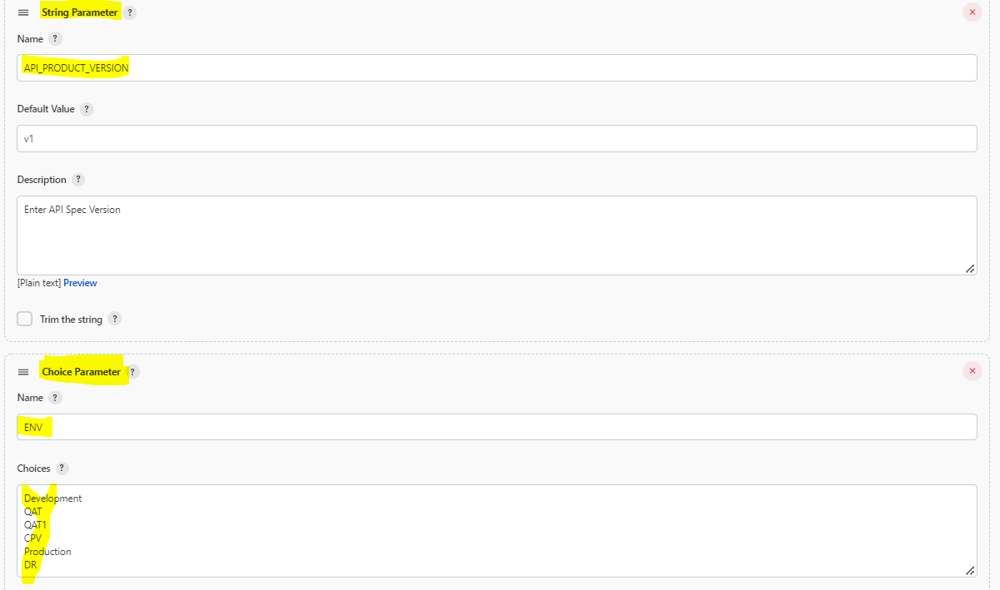 String Parameter ?
Name ?
API_PRODUCT_VERSION
Default Value ?
v1
Description ?
Enter API Spec Version
[Plain text] Preview
Trim the string ?
Choice Parameter ?
Name ?
ENV
Choices ?
Development
QAT
QAT1
CPV
Production
DR